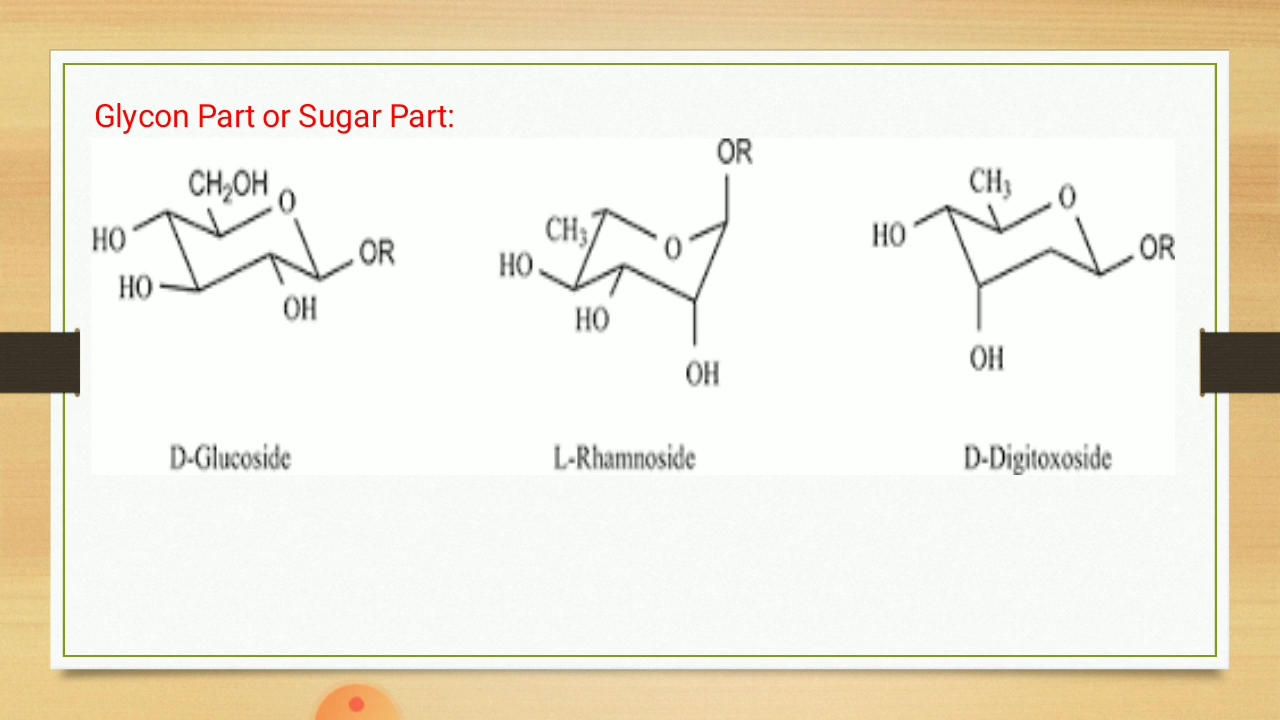 Glycon Part or Sugar Part:
CH2OH
O
HO
OR
HO
OH
OR
CH3
O
HO
HO
OH
CH3
O
HO
OR
OH
D-Glucoside
L-Rhamnoside
D-Digitoxoside